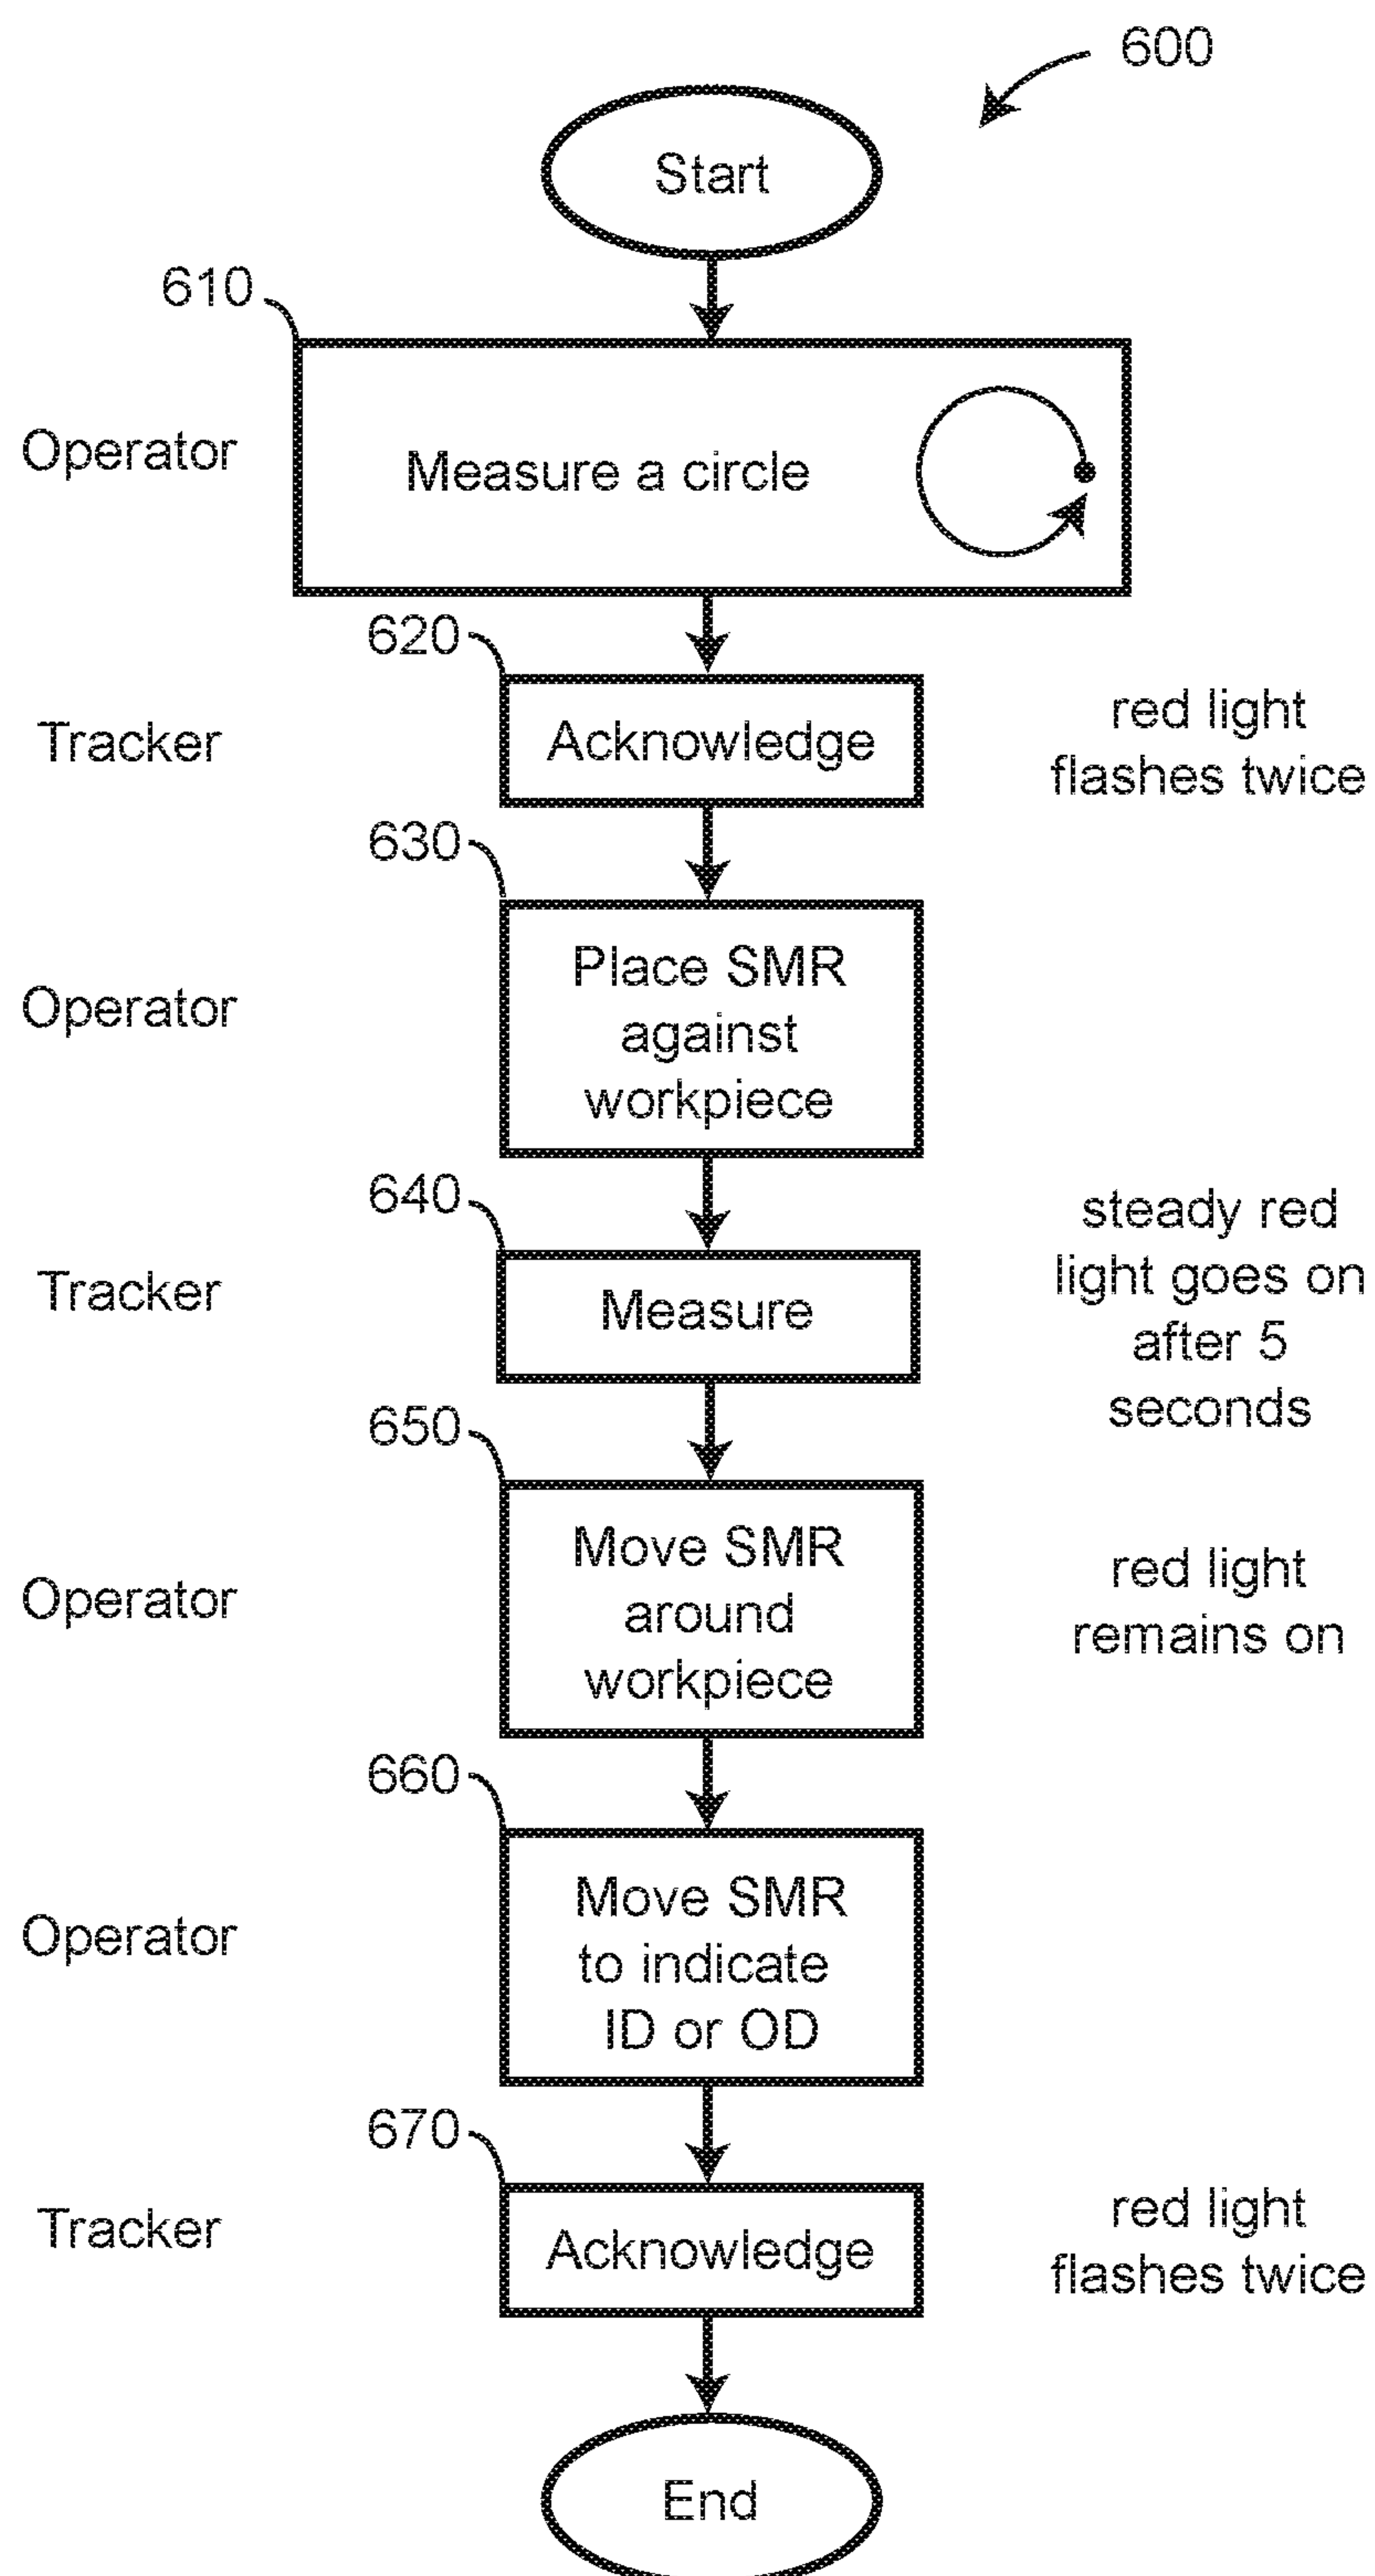 600
Start
610
Operator
Measure a circle
620
Tracker
Acknowledge
red light
flashes twice
630
Operator
Place SMR
against
workpiece
640
Tracker
Measure
steady red
light goes on
after 5
seconds
650
Operator
Move SMR
around
workpiece
red light
remains on
660
Operator
Move SMR
to indicate
ID or OD
670
Tracker
Acknowledge
red light
flashes twice
End